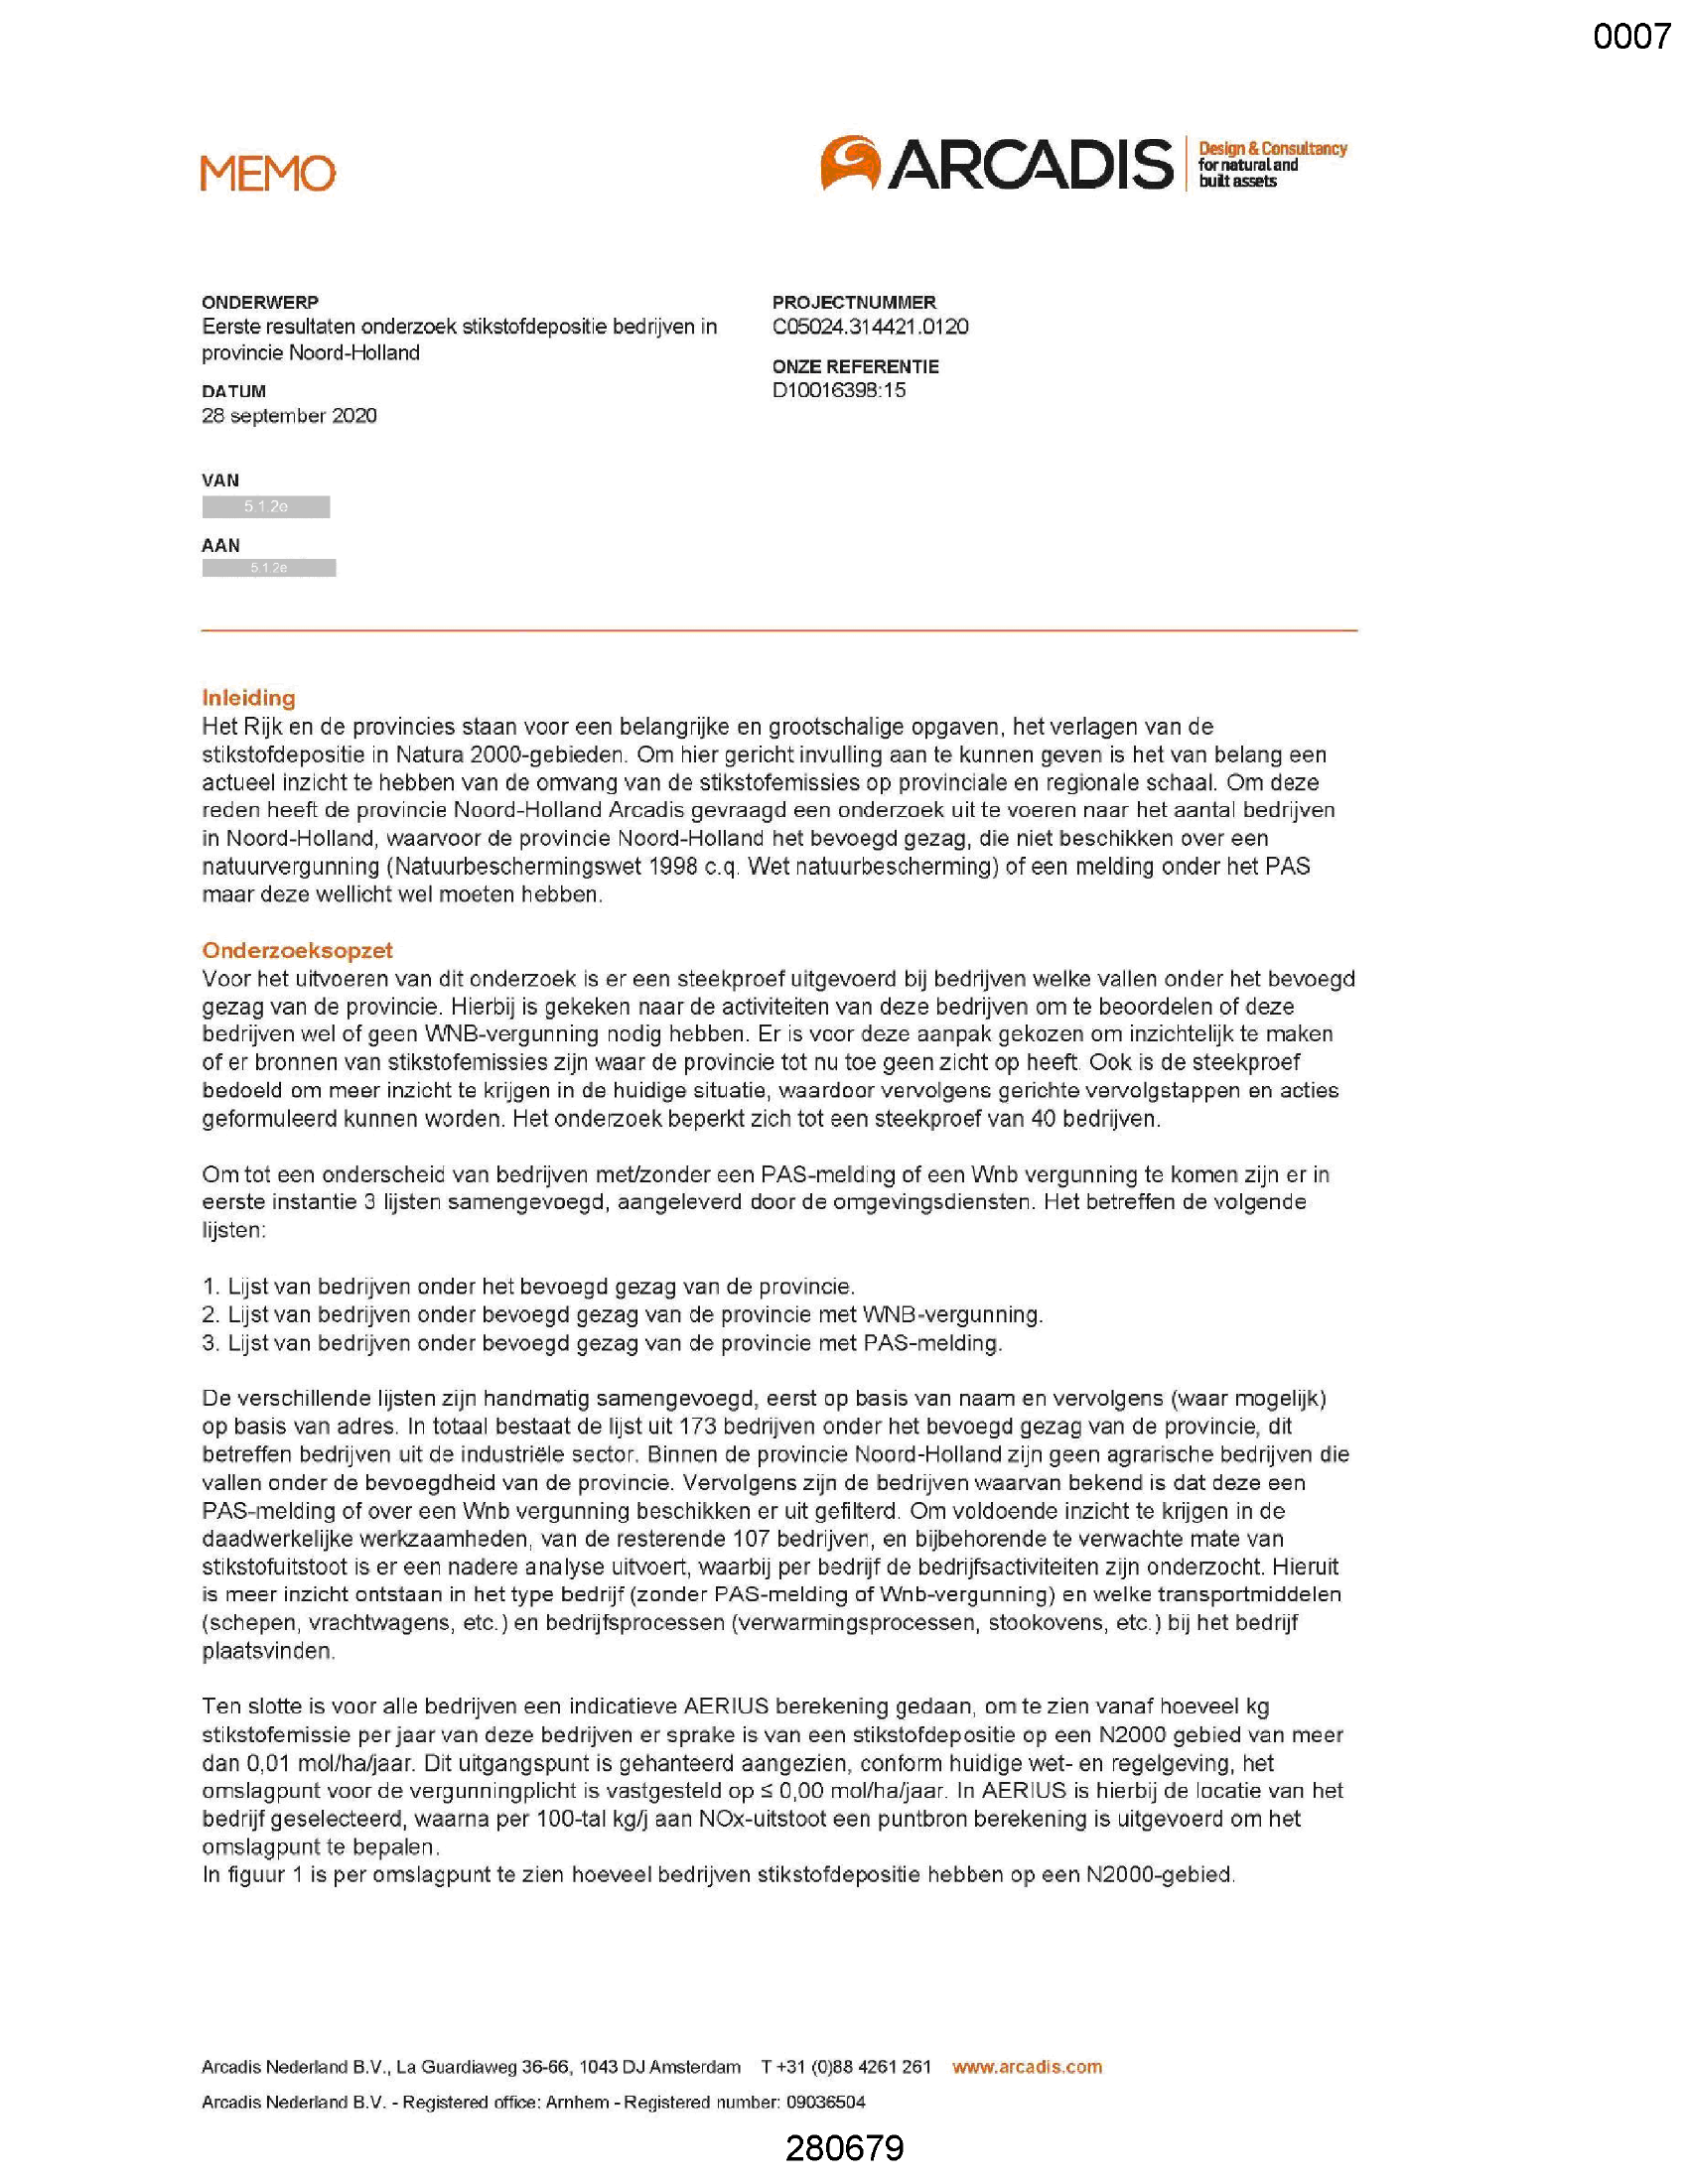 0007
MEMO
ARCADIS
Design & Consultancy
for natural and
built assets
ONDERWERP
Eerste resultaten onderzoek stikstofdepositie bedrijven in
provincie Noord-Holland
DATUM
28 september 2020
PROJECTNUMMER
C05024.314421.0120
ONZE REFERENTIE
D10016398:15
VAN
5.1.2e
AAN
5.1.2e
Inleiding
Het Rijk en de provincies staan voor een belangrijke en grootschalige opgaven, het verlagen van de
stikstofdepositie in Natura 2000-gebieden. Om hier gericht invulling aan te kunnen geven is het van belang een
actueel inzicht te hebben van de omvang van de stikstofemissies op provinciale en regionale schaal. Om deze
reden heeft de provincie Noord-Holland Arcadis gevraagd een onderzoek uit te voeren naar het aantal bedrijven
in Noord-Holland, waarvoor de provincie Noord-Holland het bevoegd gezag, die niet beschikken over een
natuurvergunning (Natuurbeschermingswet 1998 c.q. Wet natuurbescherming) of een melding onder het PAS
maar deze wellicht wel moeten hebben.
Onderzoeksopzet
Voor het uitvoeren van dit onderzoek is er een steekproef uitgevoerd bij bedrijven welke vallen onder het bevoegd
gezag van de provincie. Hierbij is gekeken naar de activiteiten van deze bedrijven om te beoordelen of deze
bedrijven wel of geen WNB-vergunning nodig hebben. Er is voor deze aanpak gekozen om inzichtelijk te maken
of er bronnen van stikstofemissies zijn waar de provincie tot nu toe geen zicht op heeft. Ook is de steekproef
bedoeld om meer inzicht te krijgen in de huidige situatie, waardoor vervolgens gerichte vervolgstappen en acties
geformuleerd kunnen worden. Het onderzoek beperkt zich tot een steekproef van 40 bedrijven.
Om tot een onderscheid van bedrijven met/zonder een PAS-melding of een Wnb vergunning te komen zijn er in
eerste instantie 3 lijsten samengevoegd, aangeleverd door de omgevingsdiensten. Het betreffen de volgende
lijsten:
1. Lijst van bedrijven onder het bevoegd gezag van de provincie.
2. Lijst van bedrijven onder bevoegd gezag van de provincie met WNB-vergunning.
3. Lijst van bedrijven onder bevoegd gezag van de provincie met PAS-melding.
De verschillende lijsten zijn handmatig samengevoegd, eerst op basis van naam en vervolgens (waar mogelijk)
op basis van adres. In totaal bestaat de lijst uit 173 bedrijven onder het bevoegd gezag van de provincie, dit
betreffen bedrijven uit de industriële sector. Binnen de provincie Noord-Holland zijn geen agrarische bedrijven die
vallen onder de bevoegdheid van de provincie. Vervolgens zijn de bedrijven waarvan bekend is dat deze een
PAS-melding of over een Wnb vergunning beschikken er uit gefilterd. Om voldoende inzicht te krijgen in de
daadwerkelijke werkzaamheden, van de resterende 107 bedrijven, en bijbehorende te verwachte mate van
stikstofuitstoot is er een nadere analyse uitvoert, waarbij per bedrijf de bedrijfsactiviteiten zijn onderzocht. Hieruit
is meer inzicht ontstaan in het type bedrijf (zonder PAS-melding of Wnb-vergunning) en welke transportmiddelen
(schepen, vrachtwagens, etc.) en bedrijfsprocessen (verwarmingsprocessen, stookovens, etc.) bij het bedrijf
plaatsvinden.
Ten slotte is voor alle bedrijven een indicatieve AERIUS berekening gedaan, om te zien vanaf hoeveel kg
stikstofemissie per jaar van deze bedrijven er sprake is van een stikstofdepositie op een N2000 gebied van meer
dan 0,01 mol/ha/jaar. Dit uitgangspunt is gehanteerd aangezien, conform huidige wet- en regelgeving, het
omslagpunt voor de vergunningplicht is vastgesteld op ≤ 0,00 mol/ha/jaar. In AERIUS is hierbij de locatie van het
bedrijf geselecteerd, waarna per 100-tal kg/j aan NOx-uitstoot een puntbron berekening is uitgevoerd om het
omslagpunt te bepalen.
In figuur 1 is per omslagpunt te zien hoeveel bedrijven stikstofdepositie hebben op een N2000-gebied.
Arcadis Nederland B.V., La Guardiaweg 36-66, 1043 DJ Amsterdam T +31 (0)88 4261 261 www.arcadis.com
Arcadis Nederland B.V. - Registered office: Arnhem - Registered number: 09036504
280679